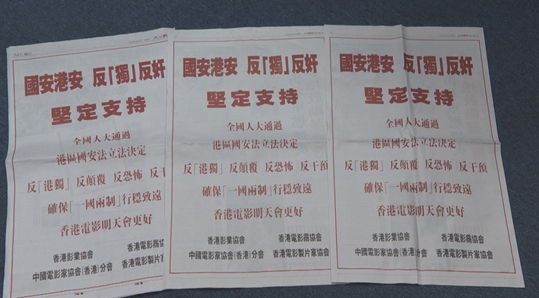 國安港安 反「獨」反奸
堅定支持
全國人大通過
港區國安法立法決定
反「港獨」 反顛覆 反恐怖 反干
確保「一國兩制」行穩致遠
香港電影明天會更好
香港影業協會 香港電影商協會
中國電影家協會(香港)分會 香港電影製片家協會
國安港安 反「獨」反奸
堅定支持
全國人大通過
港區國安法立法決定
反「港獨」 反顛覆 反恐怖 反干預
確保「一國兩制」行穩致遠
香港電影明天會更好
香港影業協會 香港電影商協會
中國電影家協會(香港)分會 香港電影製片家協會
國安港安 反「獨」反奸
堅定支持
全國人大通過
港區國安法立法決定
反「港獨」 反顛覆 反恐怖 反干預
確保「一國兩制」行穩致遠
香港電影明天會更好
香港影業協會 香港電影商協會
中國電影家協會(香港)分會 香港電影製片家協會